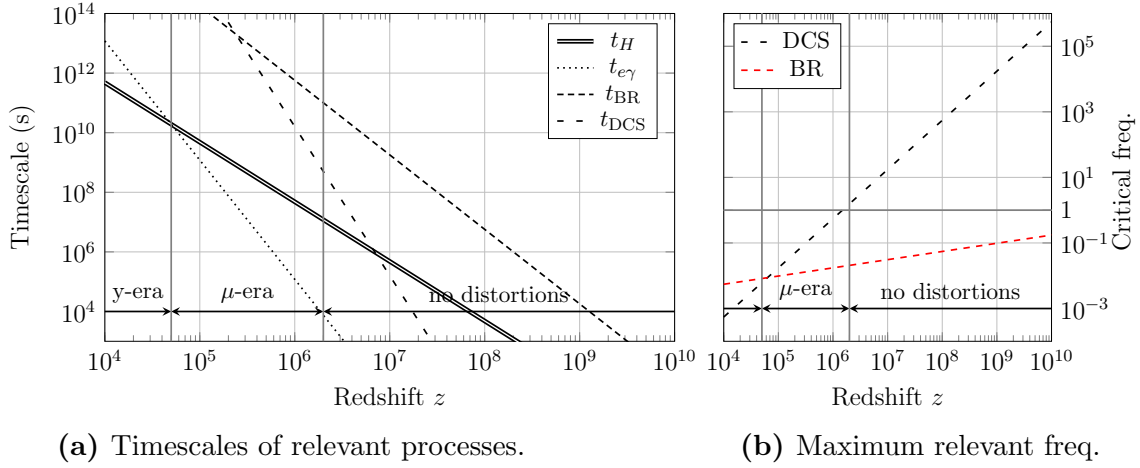 10^14
10^12
10^10
10^8
10^6
10^4
Timescale (s)
t_H
t_eγ
t_BR
t_DCS
y-era
μ-era
no distortions
10^4 10^5 10^6 10^7 10^8 10^9 10^10
Redshift z
(a) Timescales of relevant processes.
DCS
BR
10^5
10^3
10^1
1
10^−1
10^−3
Critical freq.
μ-era
no distortions
10^4 10^5 10^6 10^7 10^8 10^9 10^10
Redshift z
(b) Maximum relevant freq.